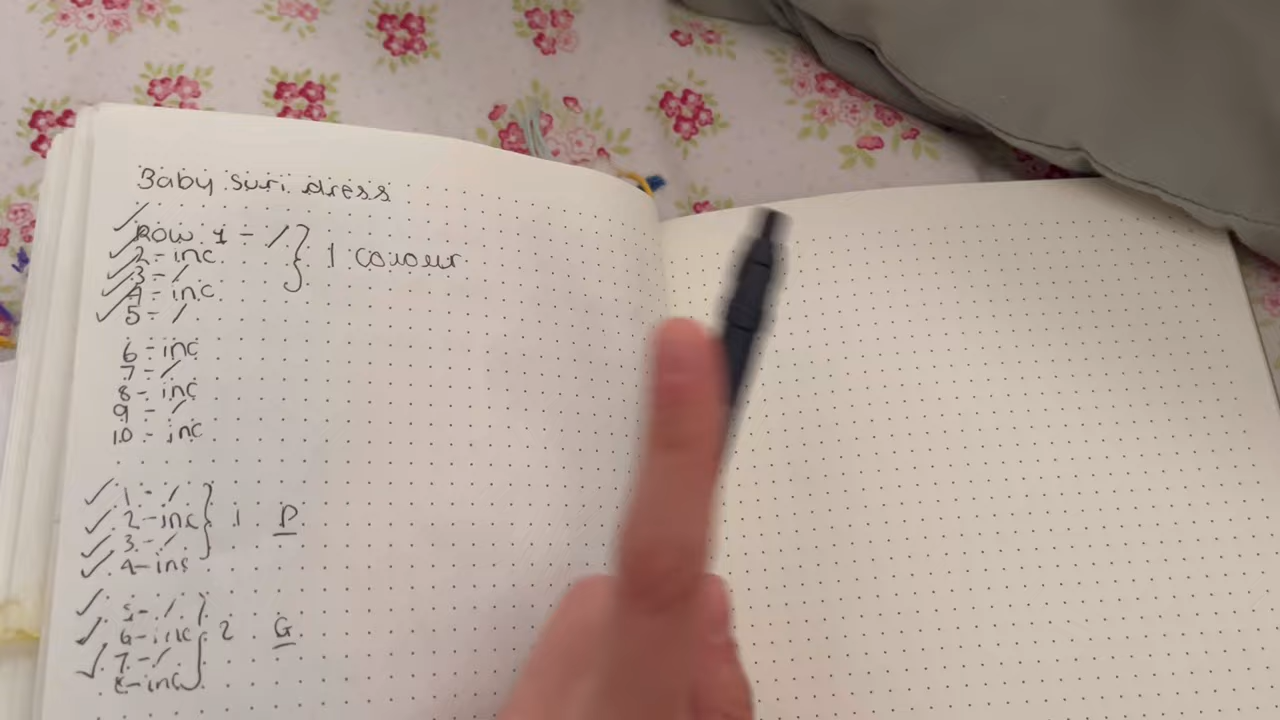 Baby Suri dress
✓ Row 1 - /
✓ 2 - inc } 1 colour
✓ 3 - /
✓ 4 - inc
✓ 5 - /
6 - inc
7 - /
8 - inc
9 - /
10 - inc
✓ 1 - /
✓ 2 - inc } 1 P
✓ 3 - /
✓ 4 - inc
✓ 5 - /
✓ 6 - inc } 2 G
✓ 7 - /
8 - inc